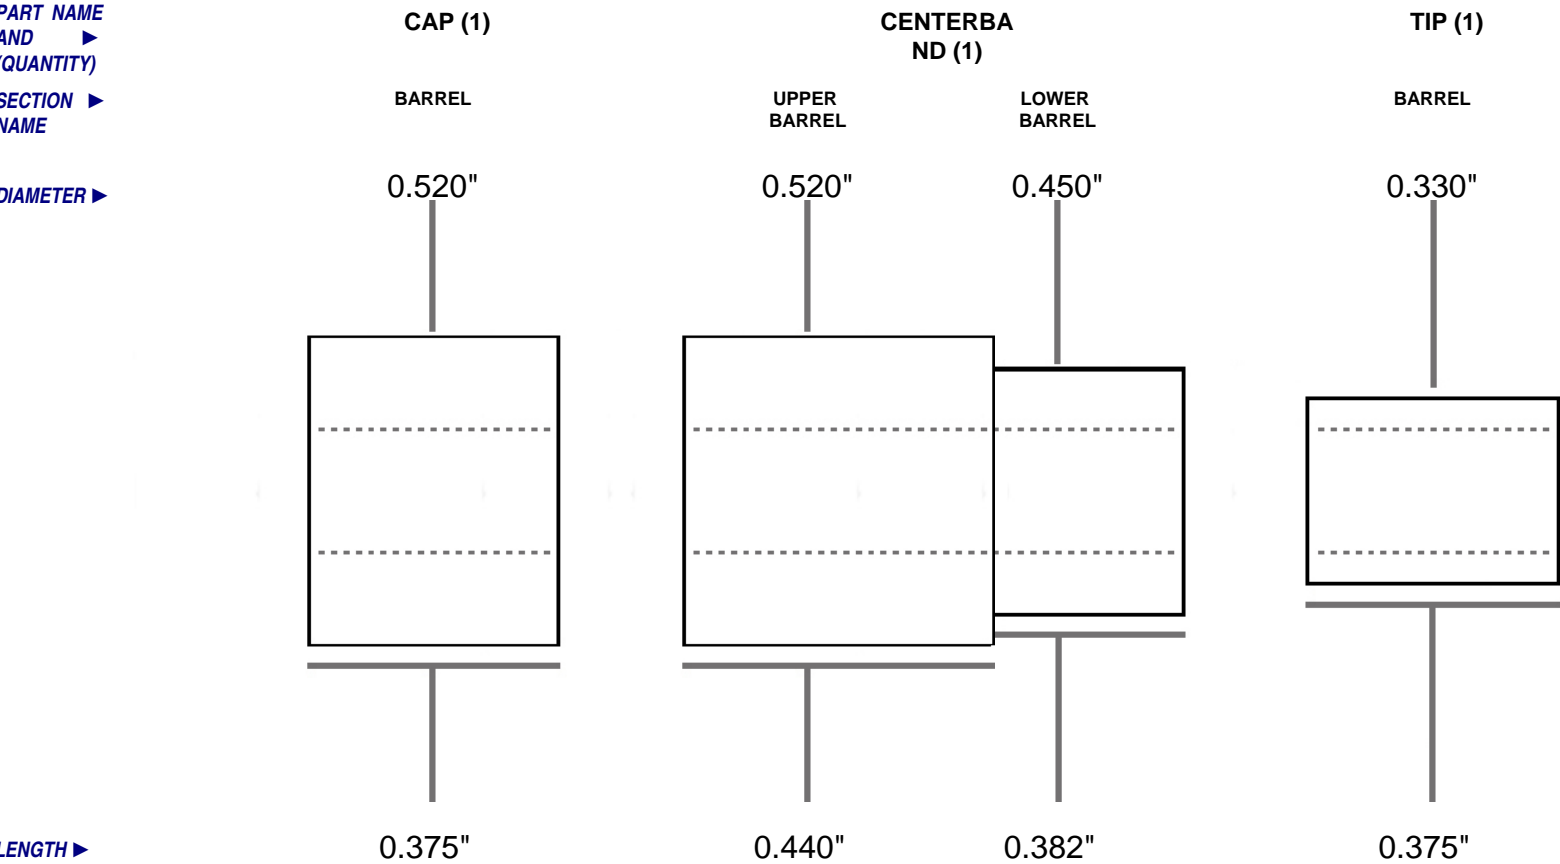 PART NAME
AND ►
(QUANTITY)
CAP (1)
CENTERBA
ND (1)
TIP (1)
SECTION ►
NAME
BARREL
UPPER
BARREL
LOWER
BARREL
BARREL
DIAMETER ►
0.520"
0.520"
0.450"
0.330"
LENGTH ►
0.375"
0.440"
0.382"
0.375"